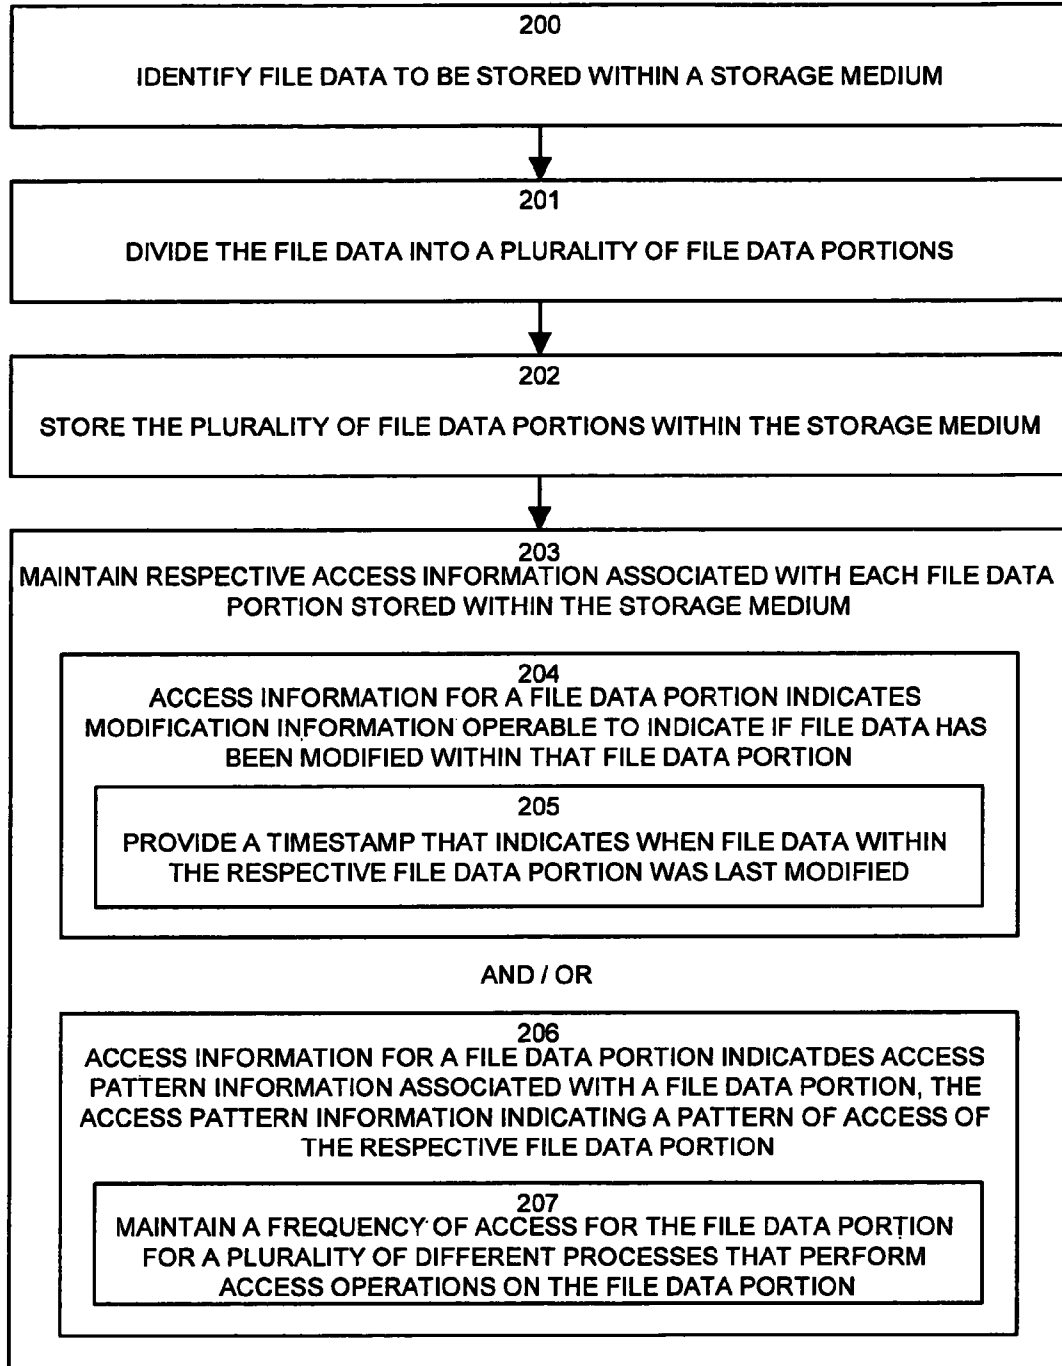 200
IDENTIFY FILE DATA TO BE STORED WITHIN A STORAGE MEDIUM
201
DIVIDE THE FILE DATA INTO A PLURALITY OF FILE DATA PORTIONS
202
STORE THE PLURALITY OF FILE DATA PORTIONS WITHIN THE STORAGE MEDIUM
203
MAINTAIN RESPECTIVE ACCESS INFORMATION ASSOCIATED WITH EACH FILE DATA
PORTION STORED WITHIN THE STORAGE MEDIUM
204
ACCESS INFORMATION FOR A FILE DATA PORTION INDICATES
MODIFICATION INFORMATION OPERABLE TO INDICATE IF FILE DATA HAS
BEEN MODIFIED WITHIN THAT FILE DATA PORTION
205
PROVIDE A TIMESTAMP THAT INDICATES WHEN FILE DATA WITHIN
THE RESPECTIVE FILE DATA PORTION WAS LAST MODIFIED
AND / OR
206
ACCESS INFORMATION FOR A FILE DATA PORTION INDICATDES ACCESS
PATTERN INFORMATION ASSOCIATED WITH A FILE DATA PORTION, THE
ACCESS PATTERN INFORMATION INDICATING A PATTERN OF ACCESS OF
THE RESPECTIVE FILE DATA PORTION
207
MAINTAIN A FREQUENCY OF ACCESS FOR THE FILE DATA PORTION
FOR A PLURALITY OF DIFFERENT PROCESSES THAT PERFORM
ACCESS OPERATIONS ON THE FILE DATA PORTION